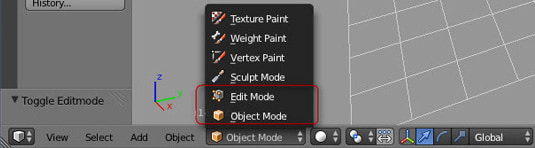 History...
Texture Paint
Weight Paint
Vertex Paint
Sculpt Mode
Edit Mode
Object Mode
Toggle Editmode
z
y
x
View Select Add Object Object Mode Global